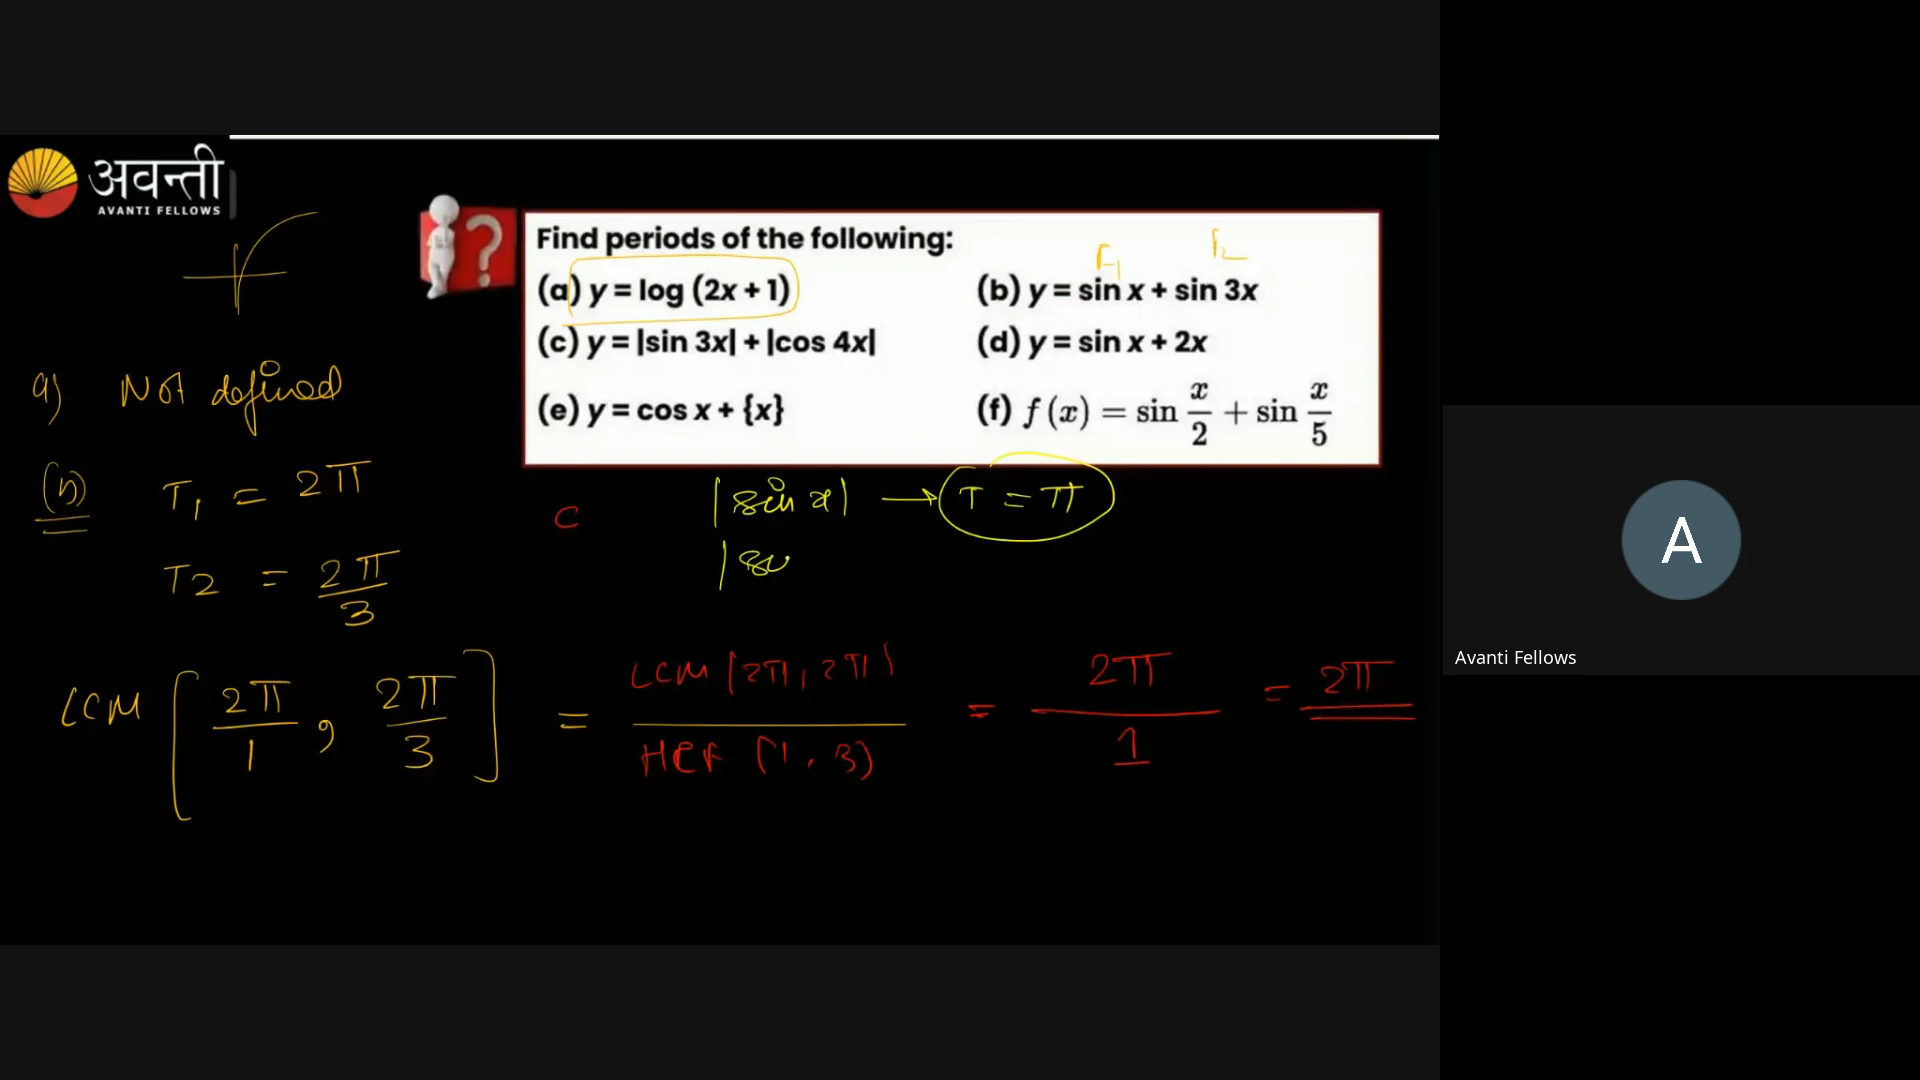 अवन्ती
AVANTI FELLOWS
?
Find periods of the following:
(a) y = log (2x + 1)
(b) y = sin x + sin 3x
(c) y = |sin 3x| + |cos 4x|
(d) y = sin x + 2x
(e) y = cos x + {x}
(f) f (x) = sin x/2 + sin x/5
a) Not defined
(b) T₁ = 2π
T2 = 2π/3
LCM [2π/1, 2π/3] = LCM (2π, 2π) / HCF (1, 3) = 2π/1 = 2π
C
|sin x| → T = π
A
Avanti Fellows